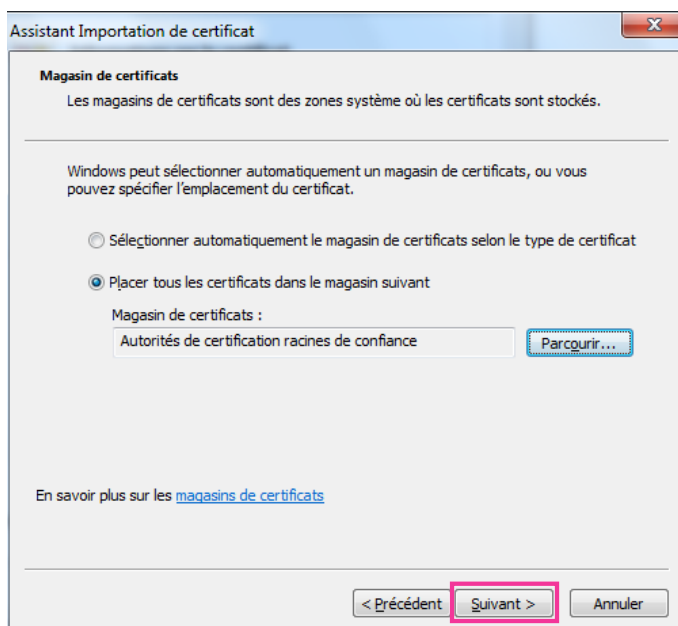 Assistant Importation de certificat
Magasin de certificats
Les magasins de certificats sont des zones système où les certificats sont stockés.
Windows peut sélectionner automatiquement un magasin de certificats, ou vous
pouvez spécifier l'emplacement du certificat.
Sélectionner automatiquement le magasin de certificats selon le type de certificat
Placer tous les certificats dans le magasin suivant
Magasin de certificats :
Autorités de certification racines de confiance
Parcourir...
En savoir plus sur les magasins de certificats
< Précédent
Suivant >
Annuler